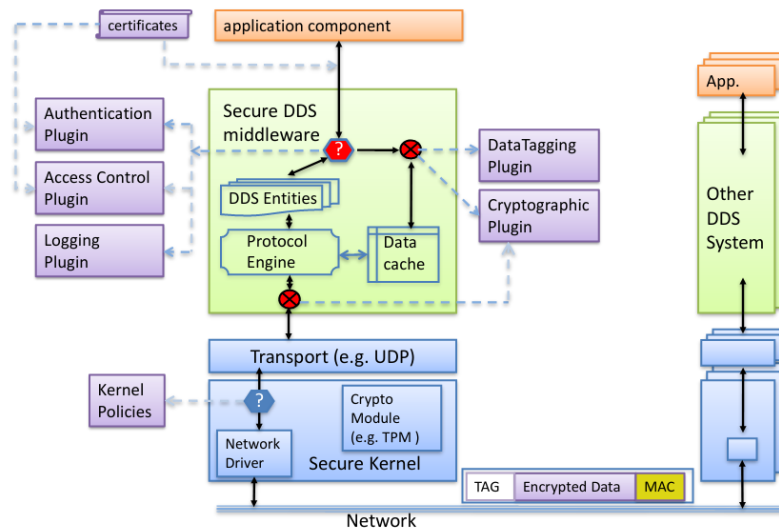 certificates
application component
App.
Secure DDS
middleware
?
Authentication
Plugin
DataTagging
Plugin
Access Control
Plugin
DDS Entities
Cryptographic
Plugin
Other
DDS
System
Logging
Plugin
Protocol
Engine
Data
cache
Transport (e.g. UDP)
Kernel
Policies
?
Crypto
Module
(e.g. TPM )
Network
Driver
Secure Kernel
TAG
Encrypted Data
MAC
Network